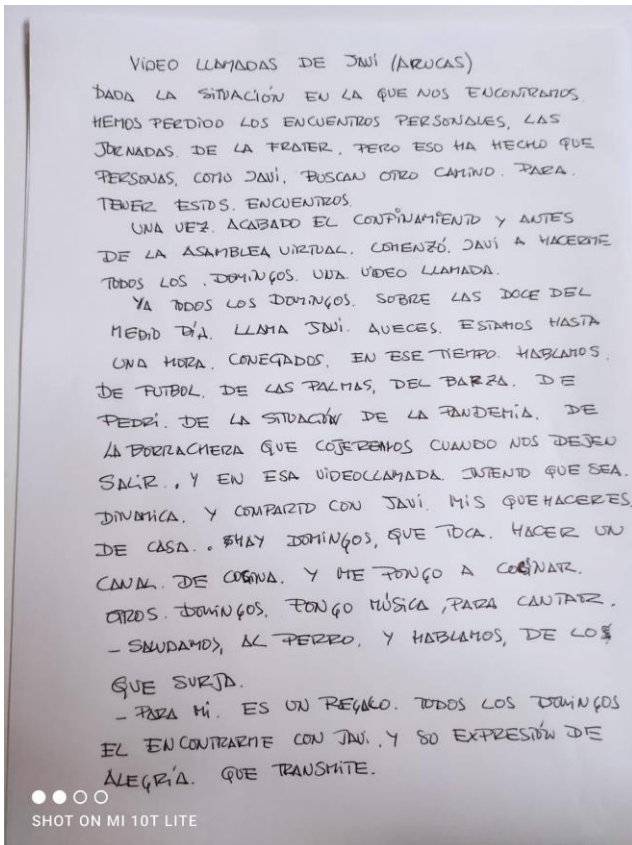 VIDEO LLAMADAS DE JAVI (ARUCAS)
DADA LA SITUACIÓN EN LA QUE NOS ENCONTRAMOS.
HEMOS PERDIDO LOS ENCUENTROS PERSONALES, LAS
JORNADAS. DE LA FRATER. PERO ESO HA HECHO QUE
PERSONAS, COMO JAVI, BUSCAN OTRO CAMINO. PARA.
TENER ESTOS. ENCUENTROS.
UNA VEZ. ACABADO EL CONFINAMIENTO Y ANTES
DE LA ASAMBLEA VIRTUAL. COMENZÓ. JAVI A HACERME
TODOS LOS. DOMINGOS. UNA. VIDEO LLAMADA.
YA TODOS LOS DOMINGOS. SOBRE LAS DOCE DEL
MEDIO DÍA. LLAMA JAVI. AVECES. ESTAMOS HASTA
UNA HORA. CONEGADOS. EN ESE TIEMPO. HABLAMOS.
DE FUTBOL. DE LAS PALMAS, DEL BARZA. DE
PEDRI. DE LA SITUACIÓN DE LA PANDEMIA. DE
LA BORRACHERA QUE COJEREMOS CUANDO NOS DEJEN
SALIR., Y EN ESA VIDEOLLAMADA. INTENTO QUE SEA.
DINAMICA. Y COMPARTO CON JAVI. MIS QUEHACERES.
DE CASA.. HAY DOMINGOS, QUE TOCA. HACER UN
CANAL. DE COCINA. Y ME PONGO A COCINAR.
OTROS. DOMINGOS. PONGO MÚSICA, PARA CANTAR.
- SALUDAMOS, AL PERRO. Y HABLAMOS, DE LO
QUE SURJA.
- PARA MI. ES UN REGALO. TODOS LOS DOMINGOS
EL ENCONTRARME CON JAVI. Y SO EXPRESIÓN DE
ALEGRÍA. QUE TRANSMITE.
SHOT ON MI 10T LITE